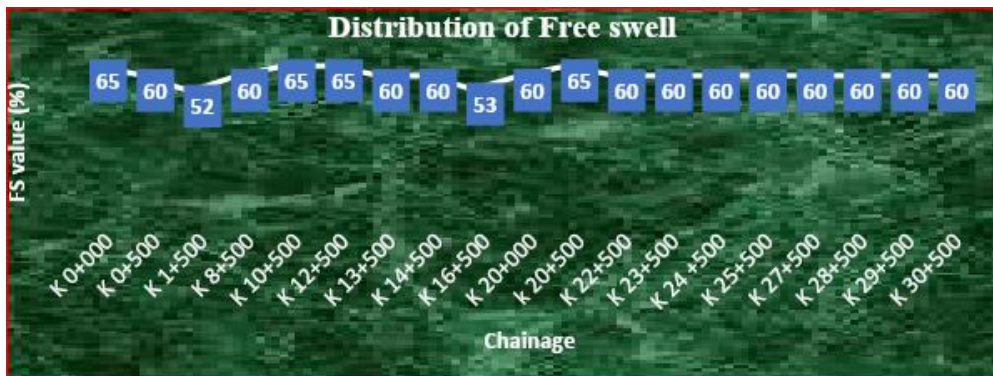 Distribution of Free swell
FS value (%)
65 60 52 60 65 65 60 60 53 60 65 60 60 60 60 60 60 60 60
K 0+000 K 0+500 K 1+500 K 8+500 K 10+500 K 12+500 K 13+500 K 14+500 K 16+500 K 20+000 k 20+500 K 22+500 K 23+500 K 24 +500 K 25+500 K 27+500 K 28+500 K 29+500 K 30+500
Chainage